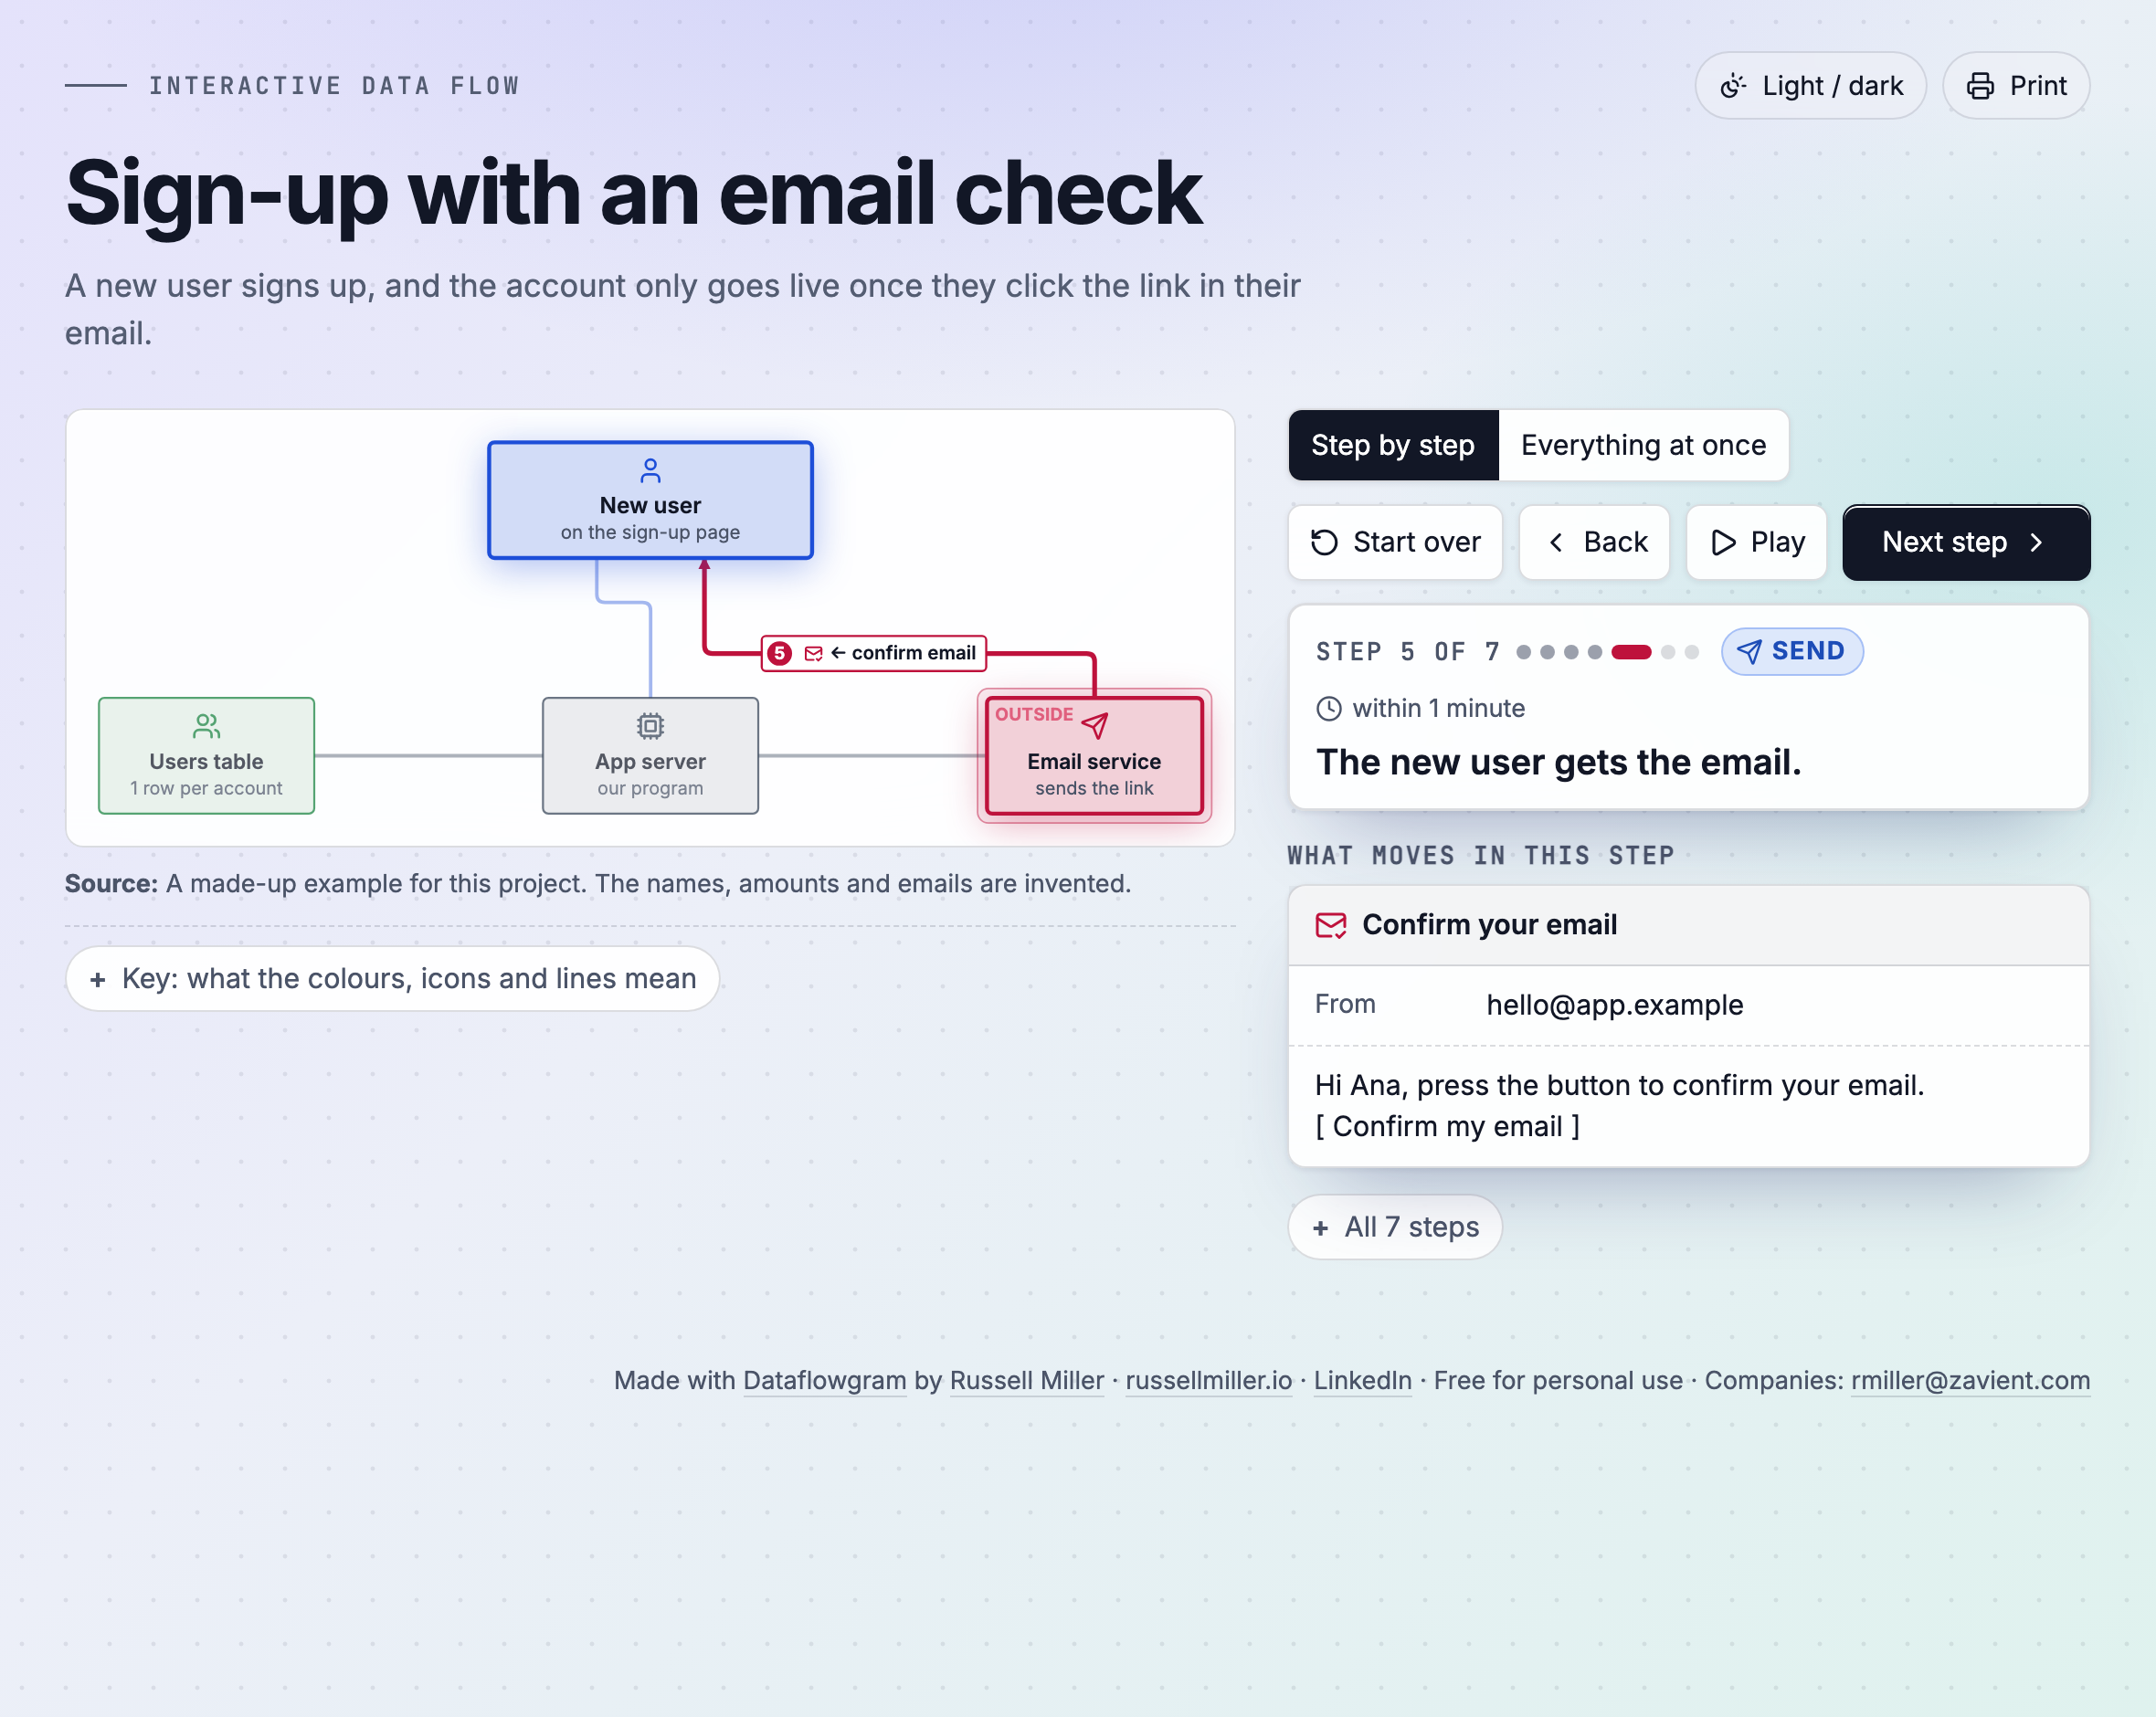 INTERACTIVE DATA FLOW
Light / dark
Print
Sign-up with an email check
A new user signs up, and the account only goes live once they click the link in their
email.
New user
on the sign-up page
5 ← confirm email
Users table
1 row per account
App server
our program
OUTSIDE
Email service
sends the link
Source: A made-up example for this project. The names, amounts and emails are invented.
+ Key: what the colours, icons and lines mean
Step by step
Everything at once
Start over
Back
Play
Next step
STEP 5 OF 7
SEND
within 1 minute
The new user gets the email.
WHAT MOVES IN THIS STEP
Confirm your email
From hello@app.example
Hi Ana, press the button to confirm your email.
[ Confirm my email ]
+ All 7 steps
Made with Dataflowgram by Russell Miller · russellmiller.io · LinkedIn · Free for personal use · Companies: rmiller@zavient.com